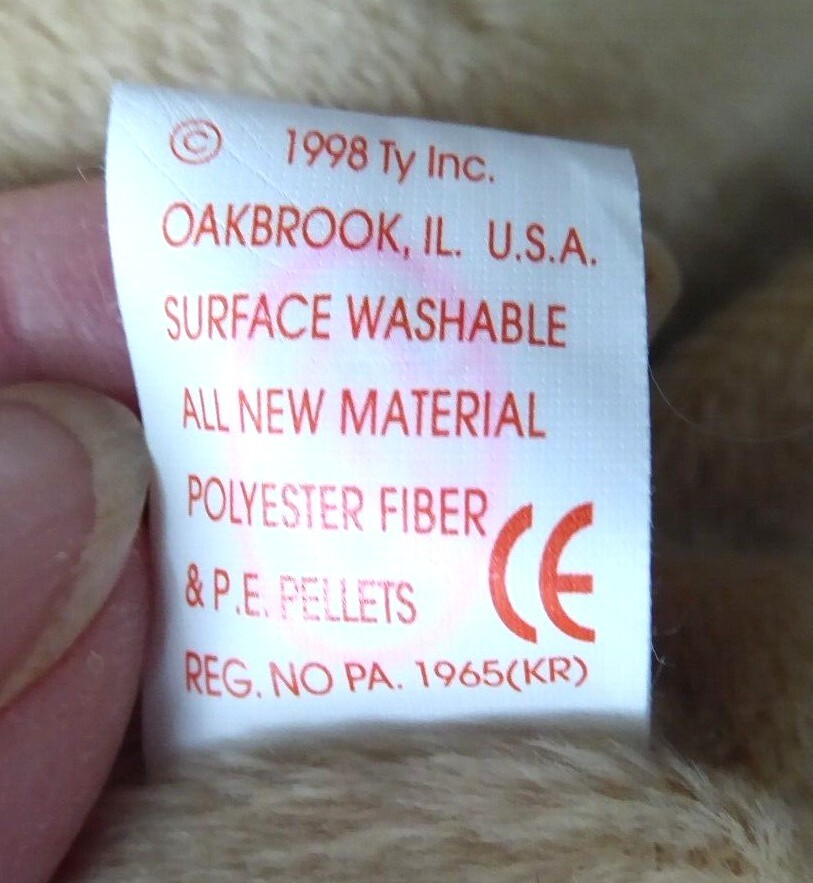 © 1998 Ty Inc.
OAKBROOK, IL. U.S.A.
SURFACE WASHABLE
ALL NEW MATERIAL
POLYESTER FIBER
& P.E. PELLETS
CE
REG. NO PA. 1965(KR)